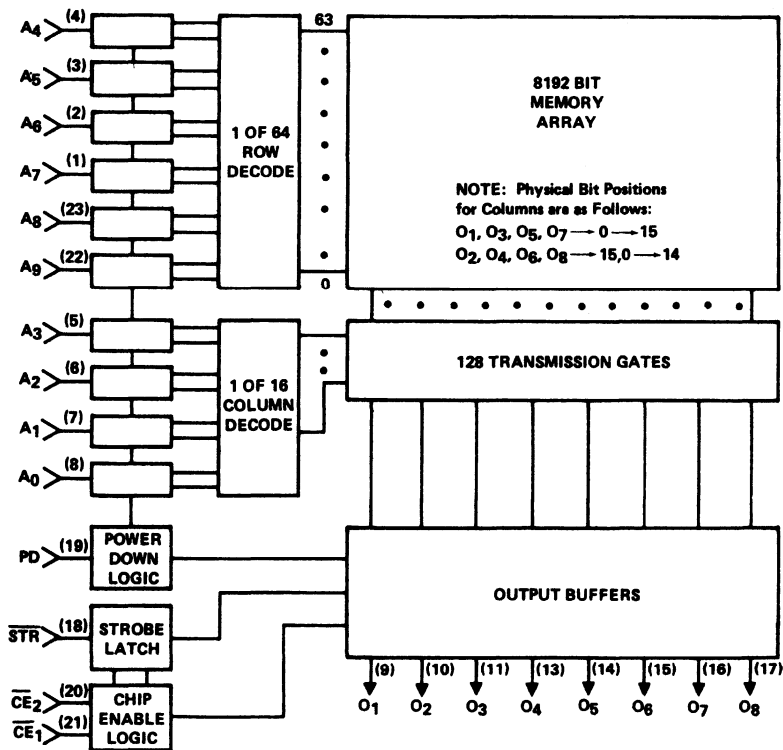 A4 (4)
A5 (3)
A6 (2)
A7 (1)
A8 (23)
A9 (22)
A3 (5)
A2 (6)
A1 (7)
A0 (8)
PD (19)
S̅T̅R̅ (18)
C̅E̅2 (20)
C̅E̅1 (21)
1 OF 64
ROW
DECODE
63
0
1 OF 16
COLUMN
DECODE
POWER
DOWN
LOGIC
STROBE
LATCH
CHIP
ENABLE
LOGIC
8192 BIT
MEMORY
ARRAY
NOTE: Physical Bit Positions
for Columns are as Follows:
O1, O3, O5, O7 → 0 → 15
O2, O4, O6, O8 → 15,0 → 14
128 TRANSMISSION GATES
OUTPUT BUFFERS
(9) (10) (11) (13) (14) (15) (16) (17)
O1 O2 O3 O4 O5 O6 O7 O8